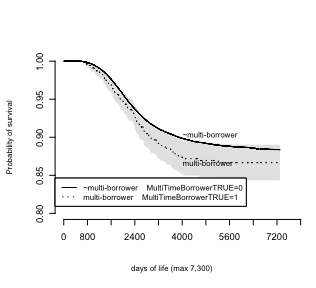 Probability of survival
1.00
0.95
0.90
0.85
0.80
~multi-borrower
multi-borrower
~multi-borrower MultiTimeBorrowerTRUE=0
multi-borrower MultiTimeBorrowerTRUE=1
0 800 2400 4000 5600 7200
days of life (max 7,300)